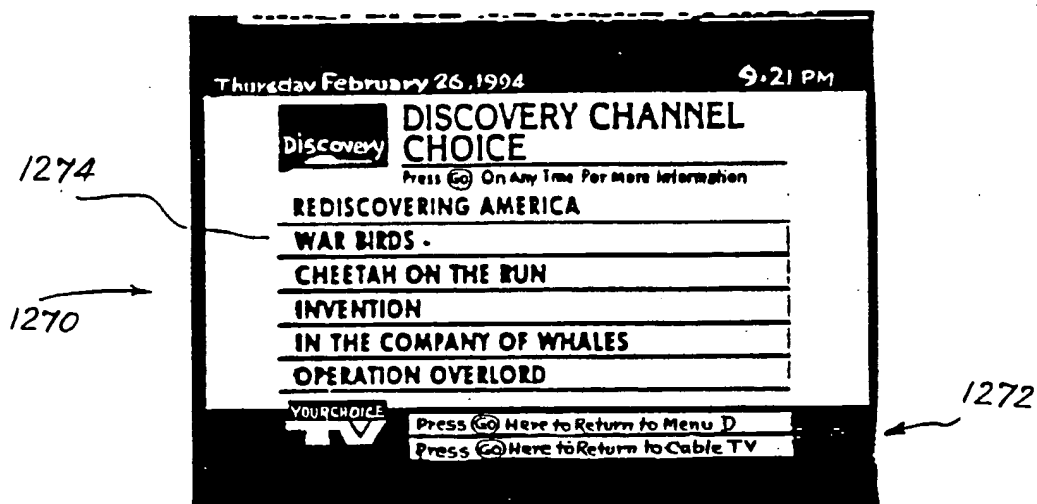 Thursday February 26, 1994 9:21 PM
Discovery
DISCOVERY CHANNEL
CHOICE
Press Go On Any Time For More Information
REDISCOVERING AMERICA
1274
WAR BIRDS -
CHEETAH ON THE RUN
1270
INVENTION
IN THE COMPANY OF WHALES
OPERATION OVERLORD
1272
YOUR CHOICE
TV
Press Go Here to Return to Menu D
Press Go Here to Return to Cable TV